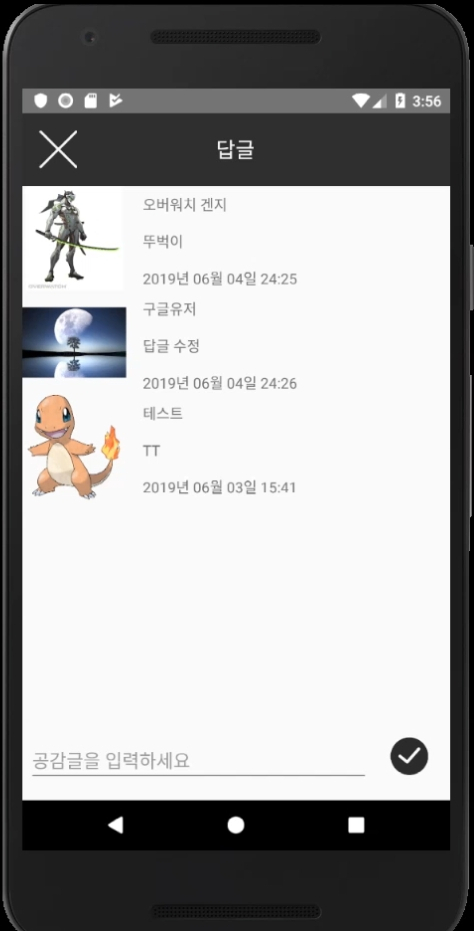 3:56
답글
오버워치 겐지
뚜벅이
2019년 06월 04일 24:25
구글유저
답글 수정
2019년 06월 04일 24:26
테스트
TT
2019년 06월 03일 15:41
공감글을 입력하세요